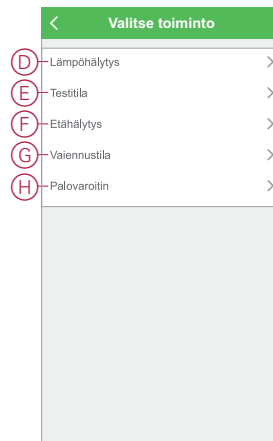 Valitse toiminto
D Lämpöhälytys
E Testitila
F Etähälytys
G Vaiennustila
H Palovaroitin